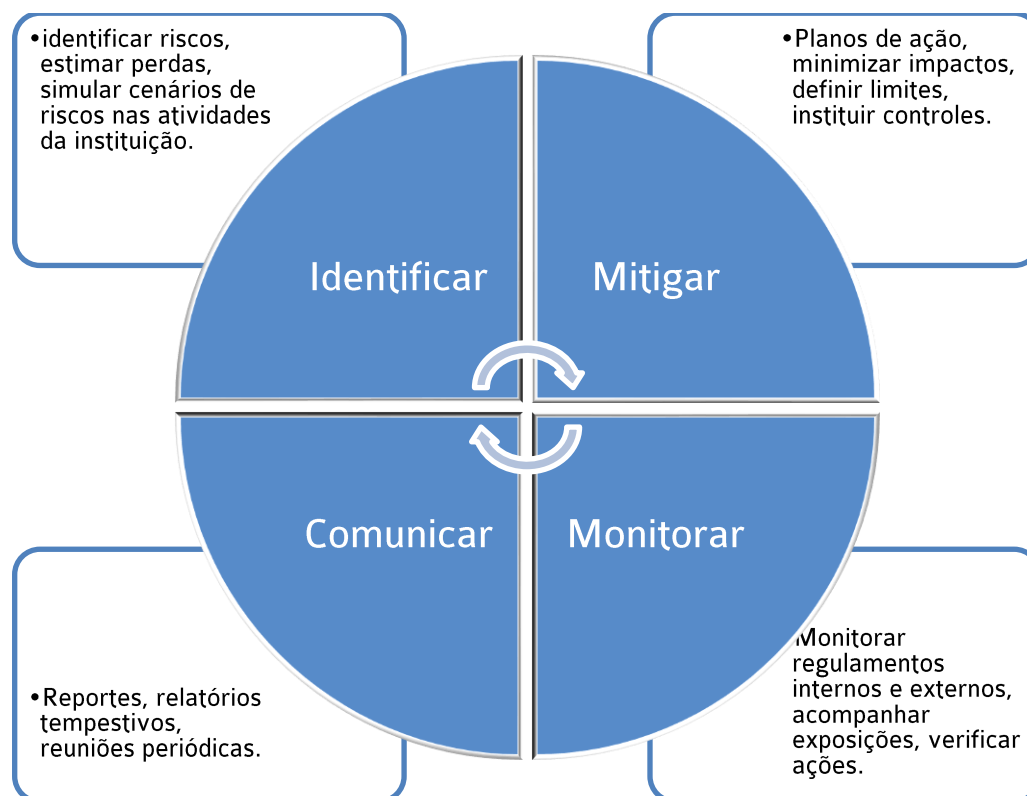 •identificar riscos,
estimar perdas,
simular cenários de
riscos nas atividades
da instituição.
•Planos de ação,
minimizar impactos,
definir limites,
instituir controles.
Identificar
Mitigar
Comunicar
Monitorar
•Reportes, relatórios
tempestivos,
reuniões periódicas.
Monitorar
regulamentos
internos e externos,
acompanhar
exposições, verificar
ações.